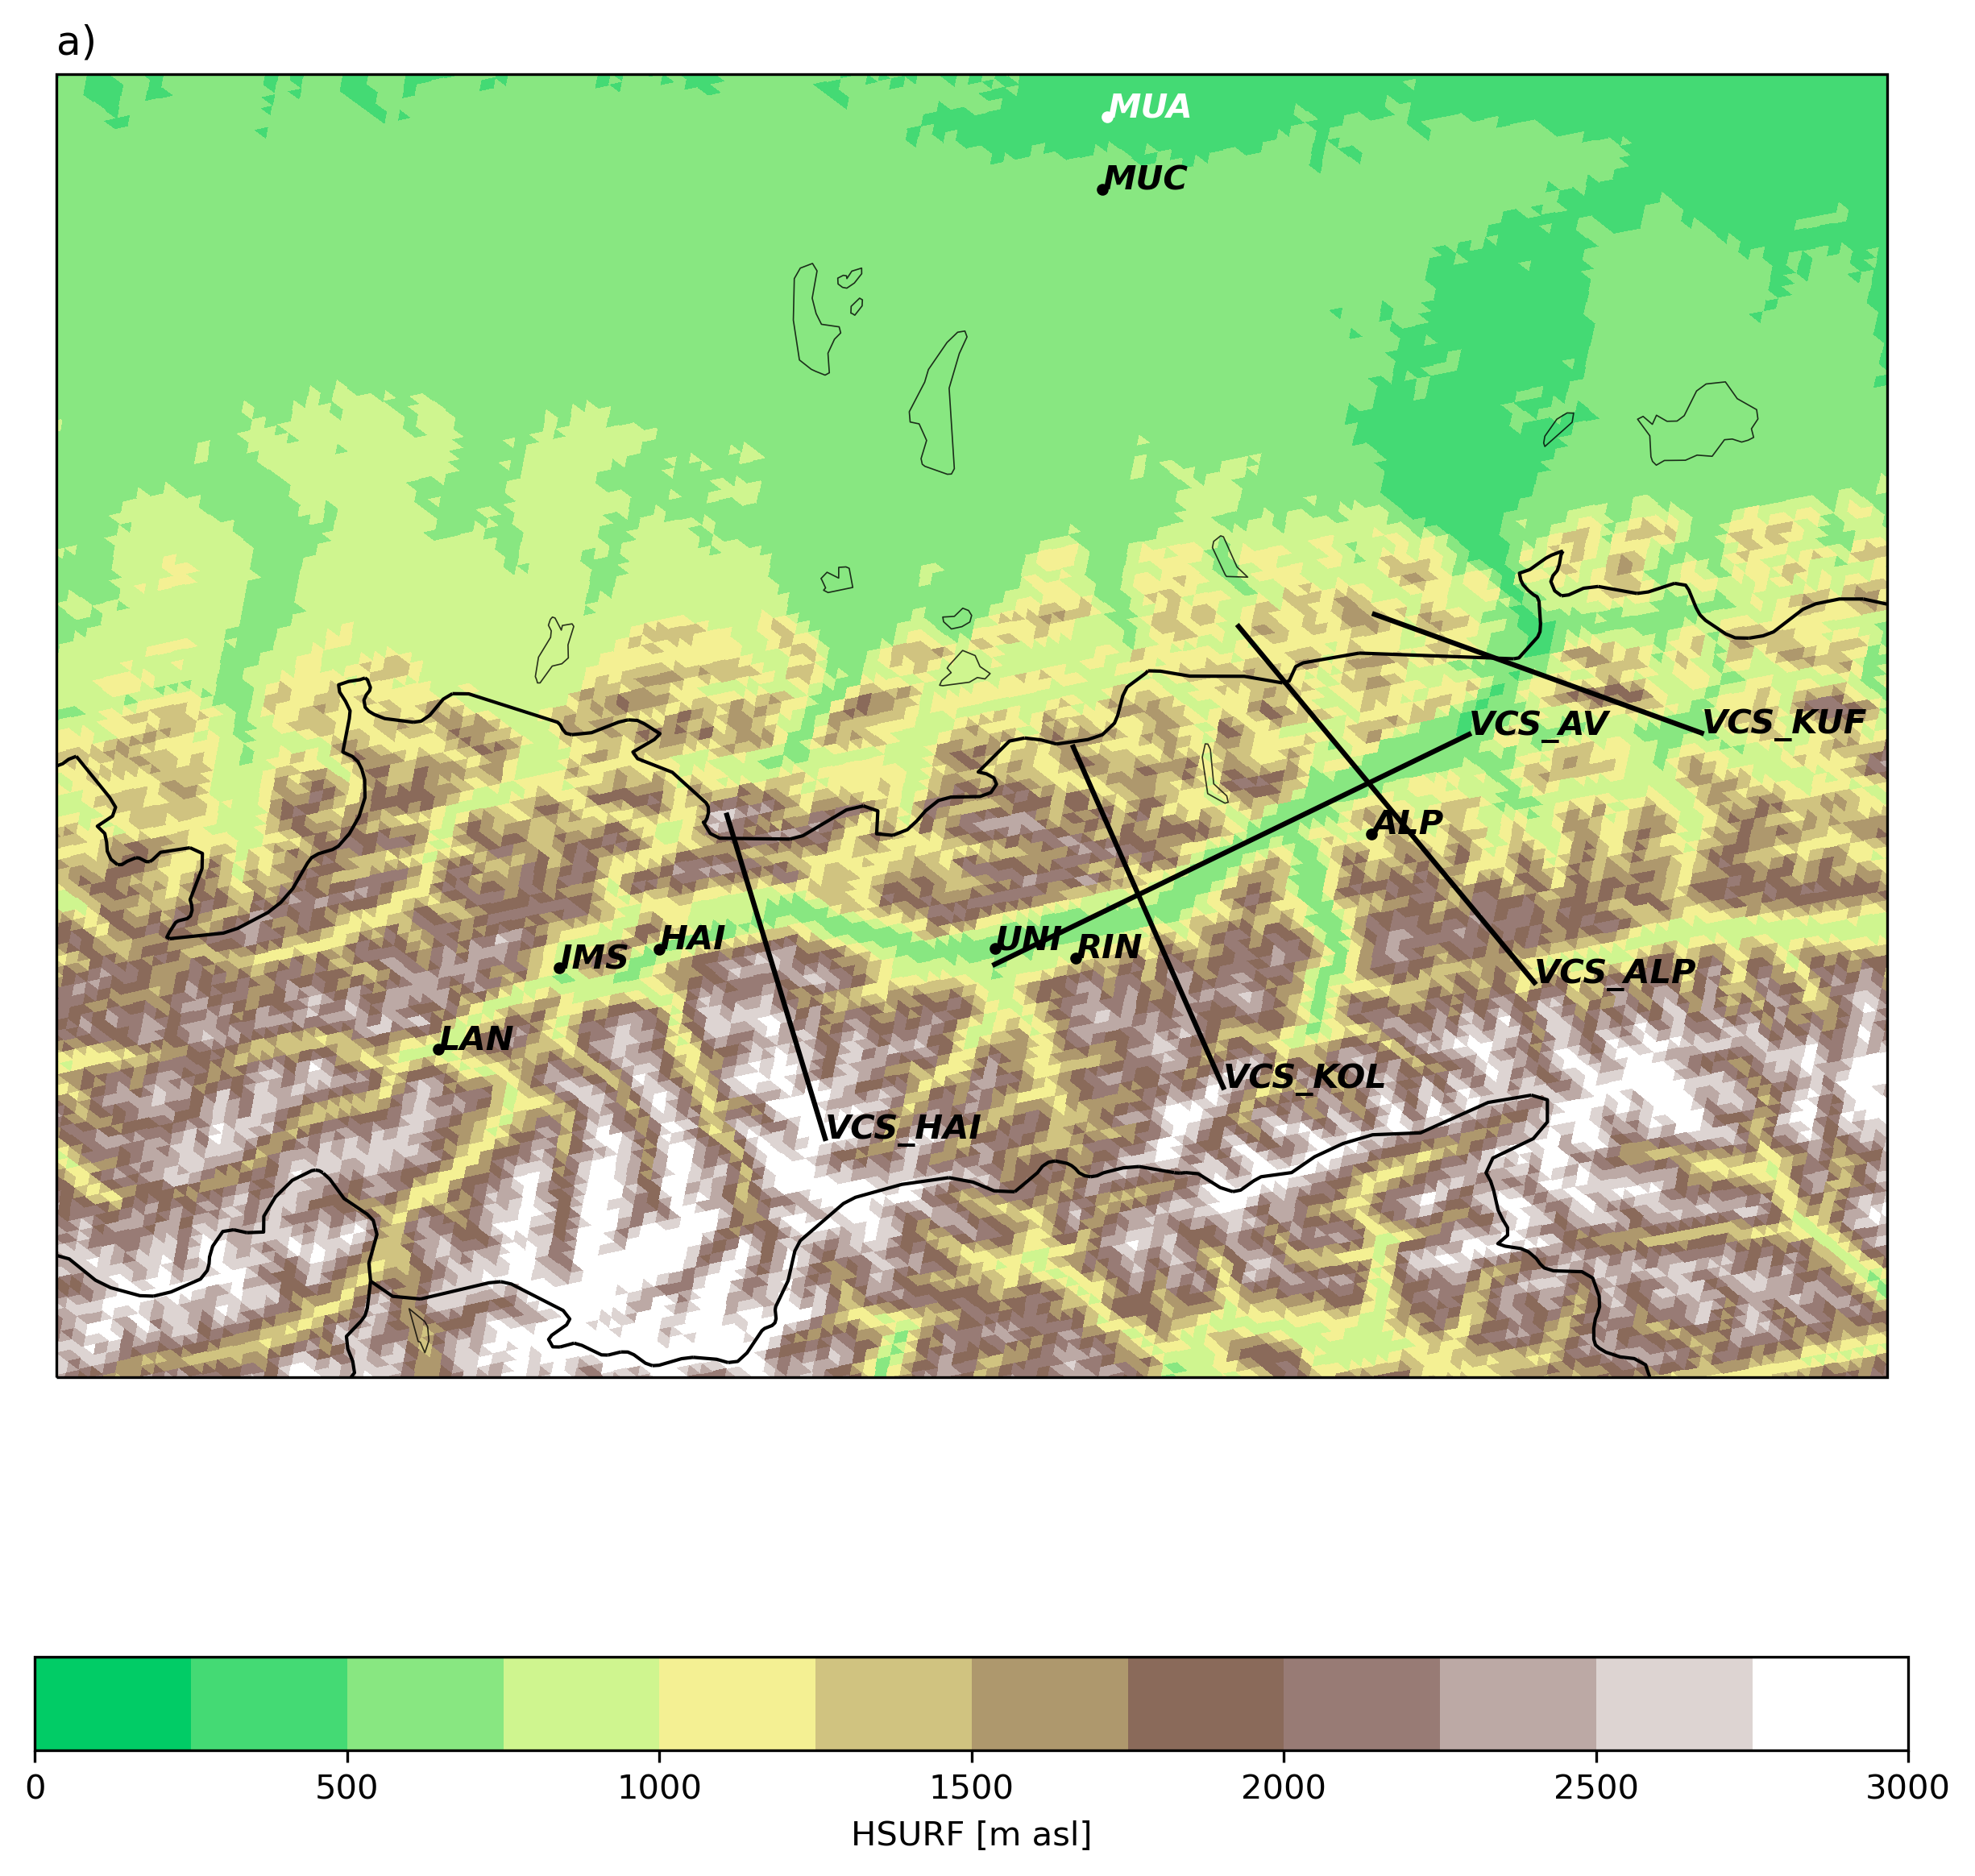 a)
MUA
MUC
VCS_AV
VCS_KUF
ALP
HAI
UNI
RIN
IMS
VCS_ALP
LAN
VCS_KOL
VCS_HAI
0 500 1000 1500 2000 2500 3000
HSURF [m asl]